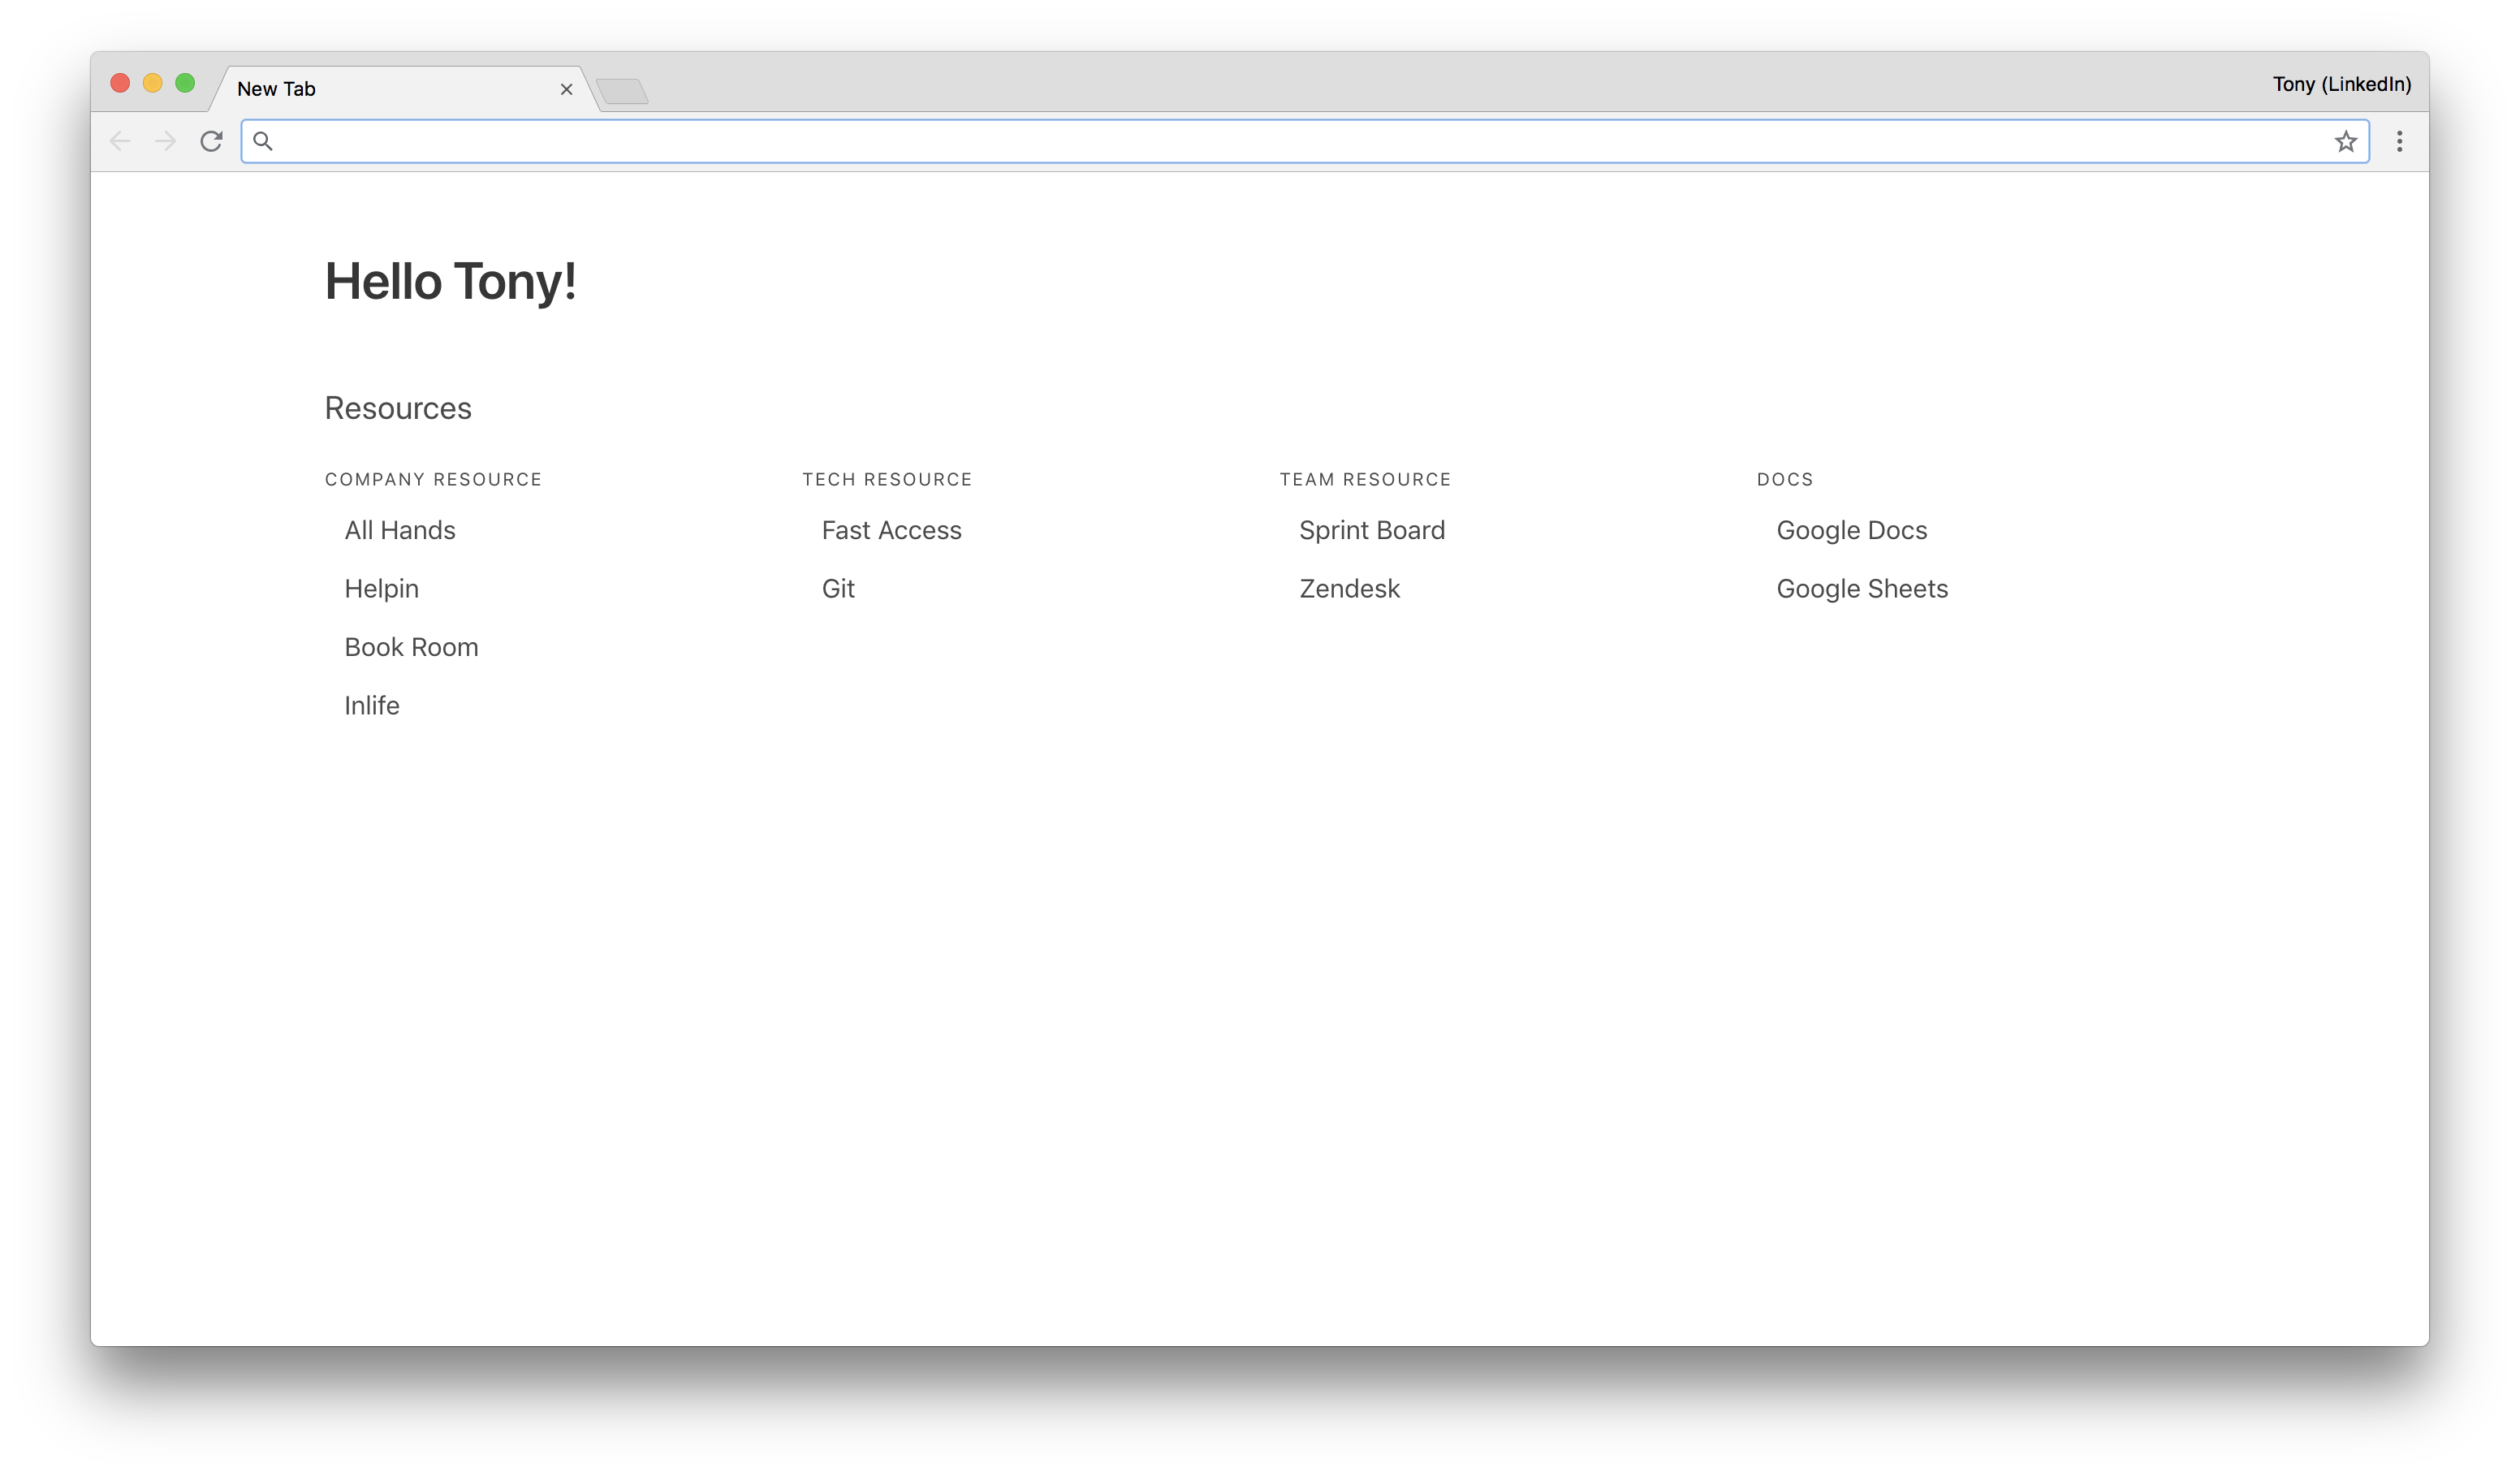 New Tab
Tony (LinkedIn)
Hello Tony!
Resources
COMPANY RESOURCE
All Hands
Helpin
Book Room
Inlife
TECH RESOURCE
Fast Access
Git
TEAM RESOURCE
Sprint Board
Zendesk
DOCS
Google Docs
Google Sheets